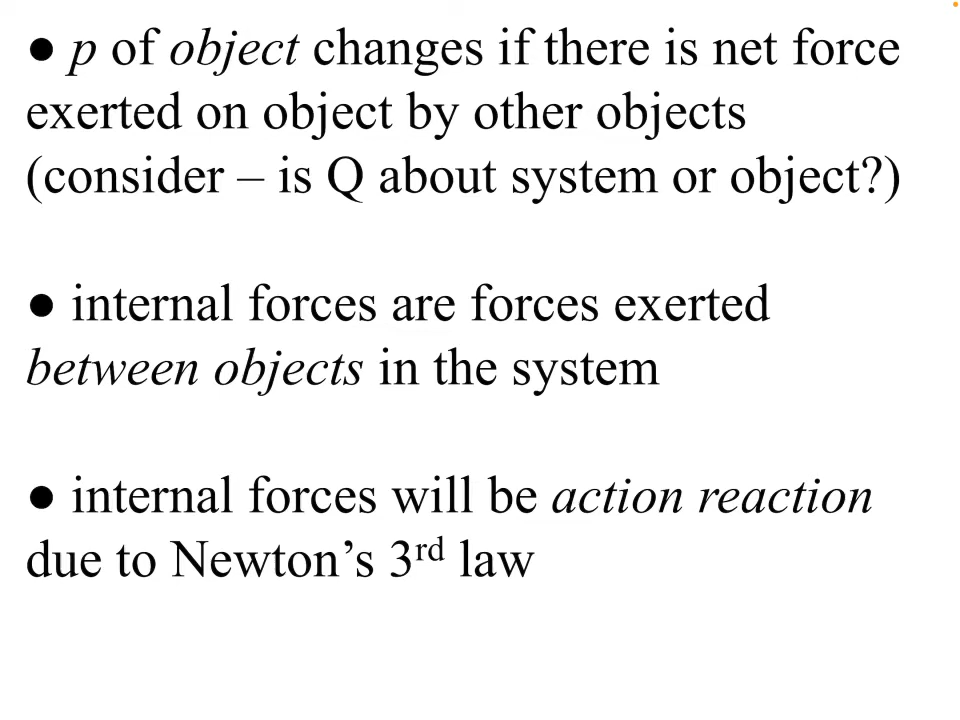 ● p of object changes if there is net force
exerted on object by other objects
(consider – is Q about system or object?)
● internal forces are forces exerted
between objects in the system
● internal forces will be action reaction
due to Newton’s 3rd law